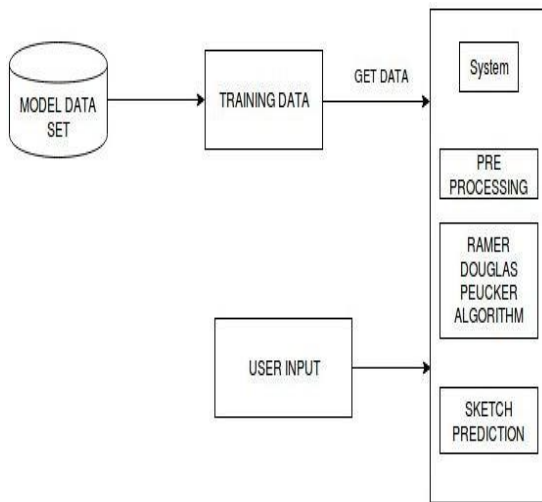 MODEL DATA
SET
TRAINING DATA
GET DATA
System
PRE
PROCESSING
RAMER
DOUGLAS
PEUCKER
ALGORITHM
USER INPUT
SKETCH
PREDICTION